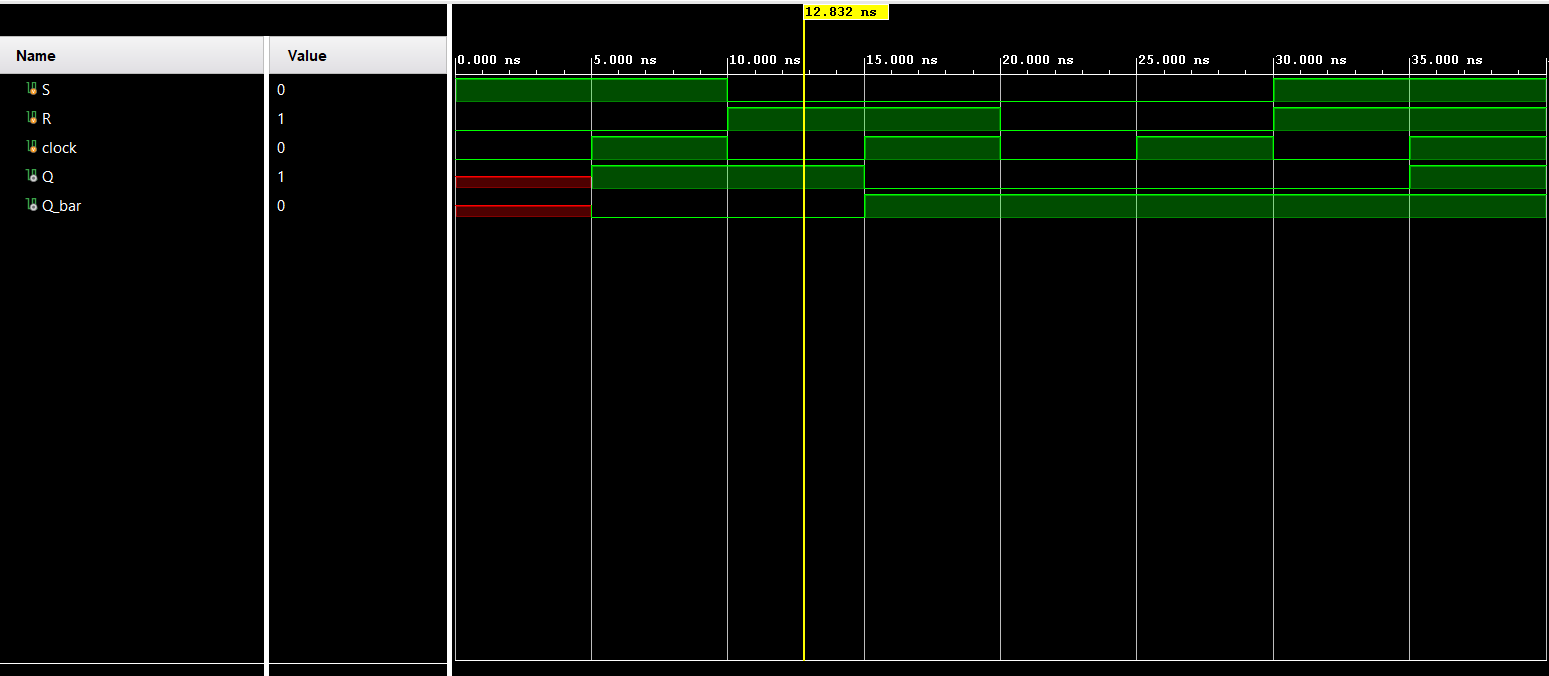 12.832 ns
Name Value
0.000 ns 5.000 ns 10.000 ns 15.000 ns 20.000 ns 25.000 ns 30.000 ns 35.000 ns
S 0
R 1
clock 0
Q 1
Q_bar 0